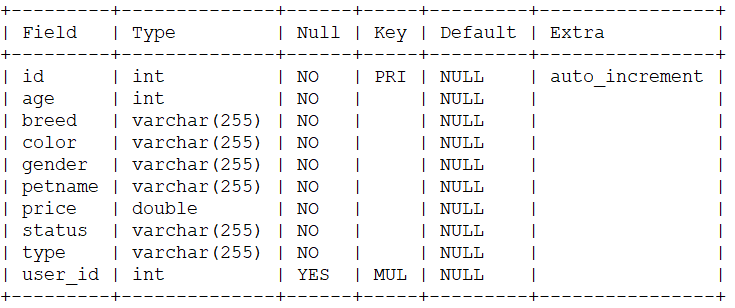 +---------+--------------+------+-----+---------+----------------+
| Field   | Type         | Null | Key | Default | Extra          |
+---------+--------------+------+-----+---------+----------------+
| id      | int          | NO   | PRI | NULL    | auto_increment |
| age     | int          | NO   |     | NULL    |                |
| breed   | varchar(255) | NO   |     | NULL    |                |
| color   | varchar(255) | NO   |     | NULL    |                |
| gender  | varchar(255) | NO   |     | NULL    |                |
| petname | varchar(255) | NO   |     | NULL    |                |
| price   | double       | NO   |     | NULL    |                |
| status  | varchar(255) | NO   |     | NULL    |                |
| type    | varchar(255) | NO   |     | NULL    |                |
| user_id | int          | YES  | MUL | NULL    |                |
+---------+--------------+------+-----+---------+----------------+